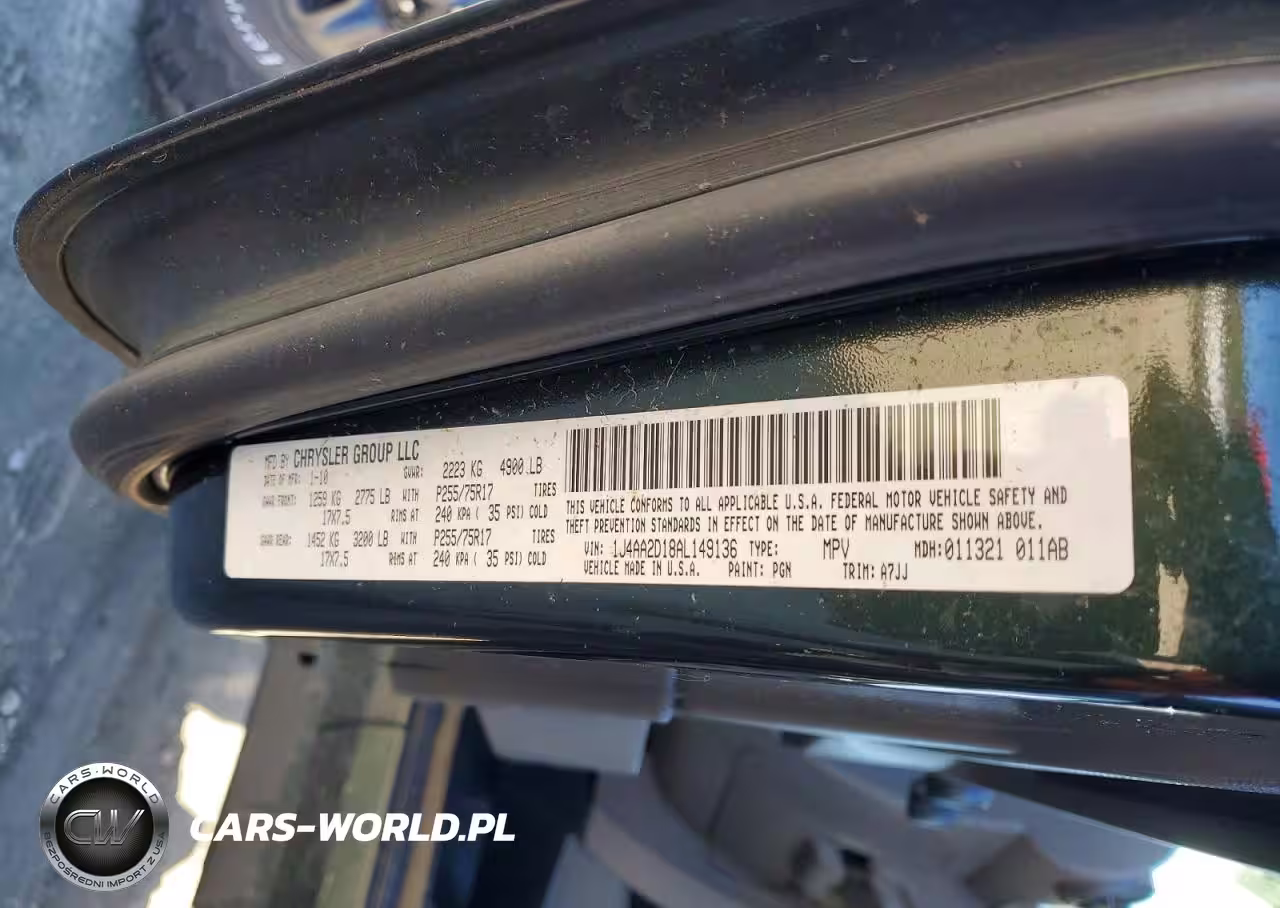 MFD BY CHRYSLER GROUP LLC
DATE OF MFR: 1-10 GVWR: 2223 KG 4900 LB
GAWR FRONT: 1259 KG 2775 LB WITH P255/75R17 TIRES
17X7.5 RIMS AT 240 KPA ( 35 PSI) COLD
GAWR REAR: 1452 KG 3200 LB WITH P255/75R17 TIRES
17X7.5 RIMS AT 240 KPA ( 35 PSI) COLD
THIS VEHICLE CONFORMS TO ALL APPLICABLE U.S.A. FEDERAL MOTOR VEHICLE SAFETY AND
THEFT PREVENTION STANDARDS IN EFFECT ON THE DATE OF MANUFACTURE SHOWN ABOVE.
VIN: 1J4AA2D18AL149136 TYPE: MPV MDH: 011321 011AB
VEHICLE MADE IN U.S.A. PAINT: PGN TRIM: A7JJ
CARS-WORLD
CW
BEZPOŚREDNI IMPORT Z USA
CARS-WORLD.PL